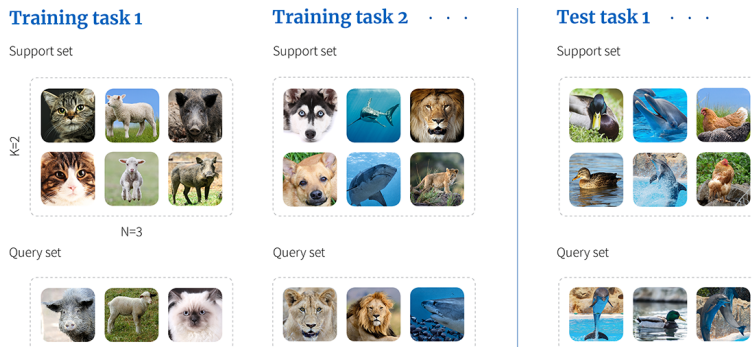 Training task 1
Support set
K=2
N=3
Query set
Training task 2 . . .
Support set
Query set
Test task 1 . . .
Support set
Query set